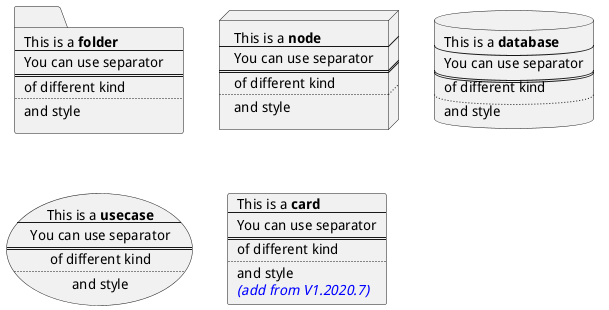 This is a folder
You can use separator
of different kind
and style
This is a node
You can use separator
of different kind
and style
This is a database
You can use separator
of different kind
and style
This is a usecase
You can use separator
of different kind
and style
This is a card
You can use separator
of different kind
and style
(add from V1.2020.7)